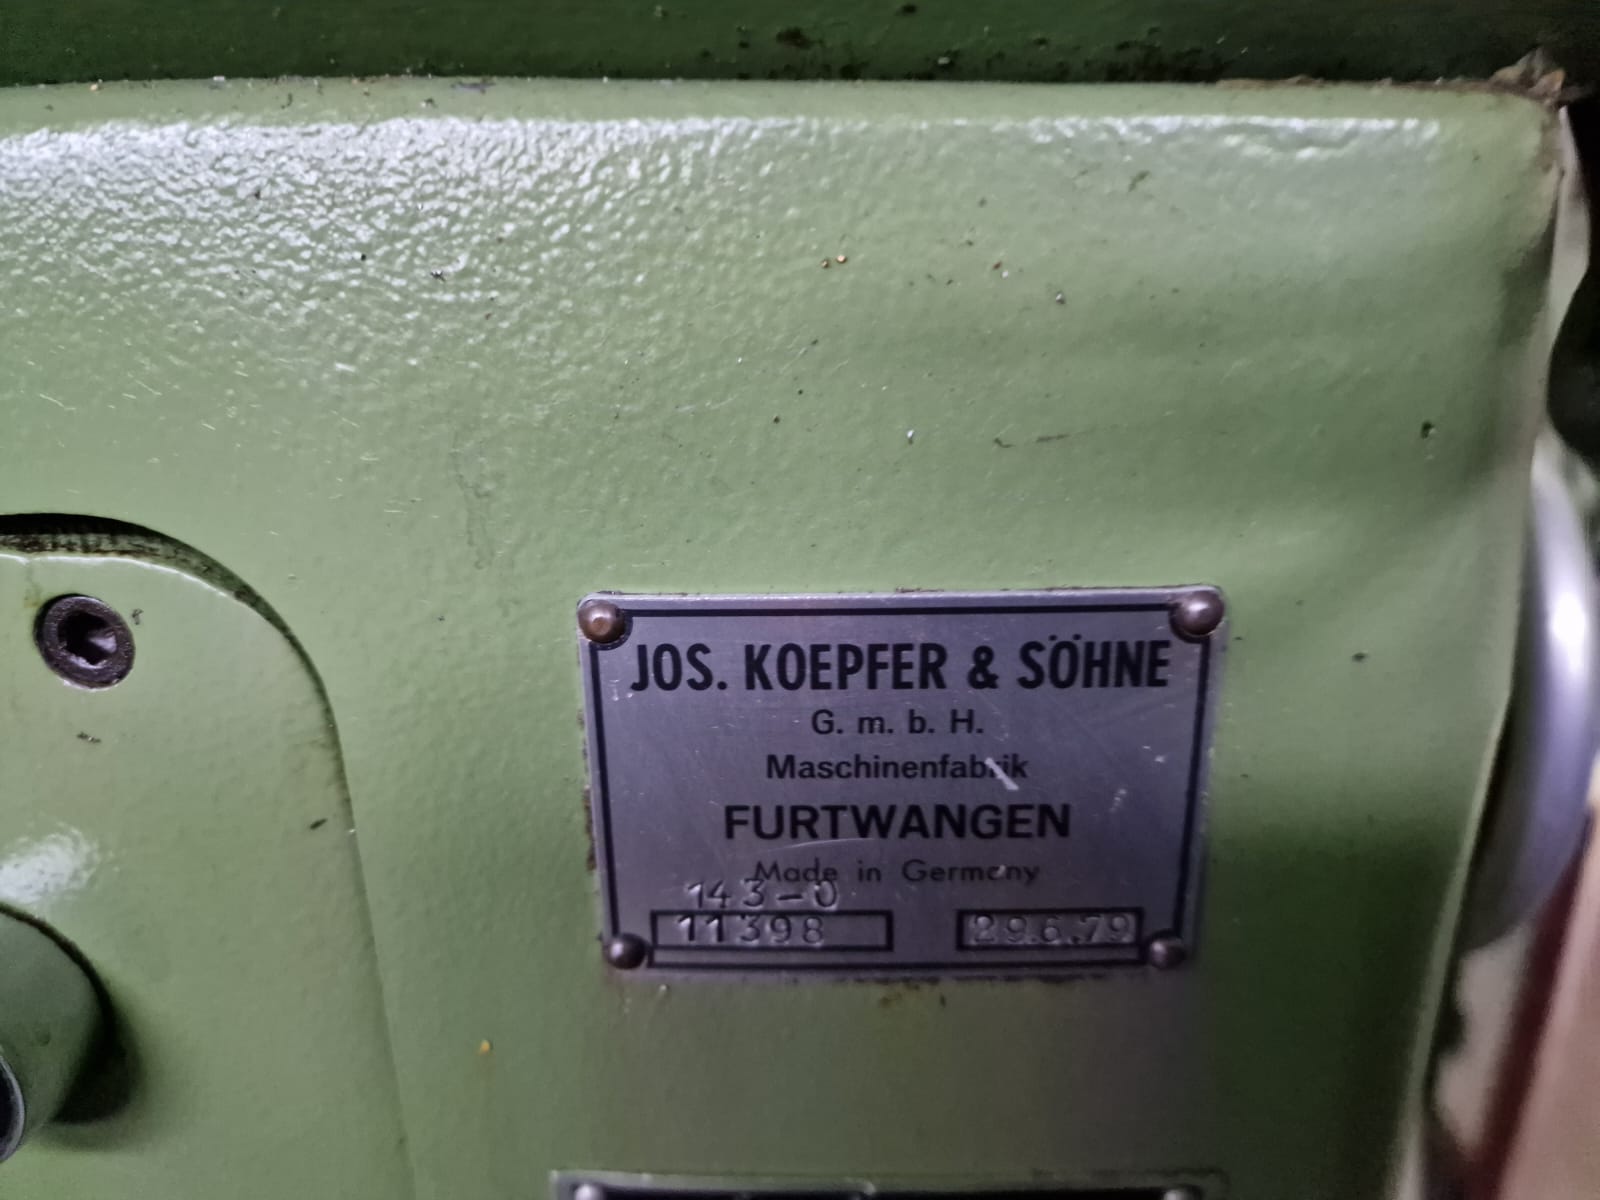 JOS. KOEPFER & SÖHNE
G. m. b. H.
Maschinenfabrik
FURTWANGEN
Made in Germany
143-0
11398 29.6.79